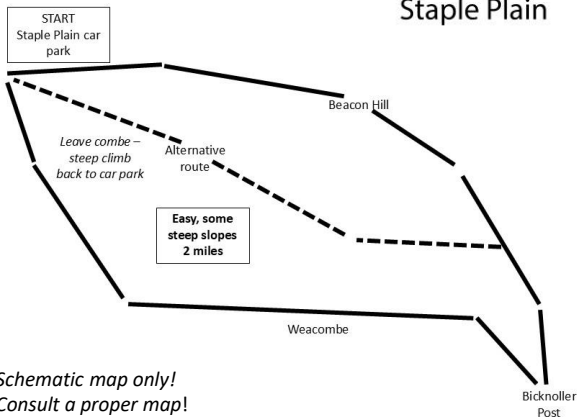 Staple Plain
START
Staple Plain car
park
Beacon Hill
Leave combe –
steep climb
back to car park
Alternative
route
Easy, some
steep slopes
2 miles
Weacombe
Schematic map only!
Consult a proper map!
Bicknoller
Post